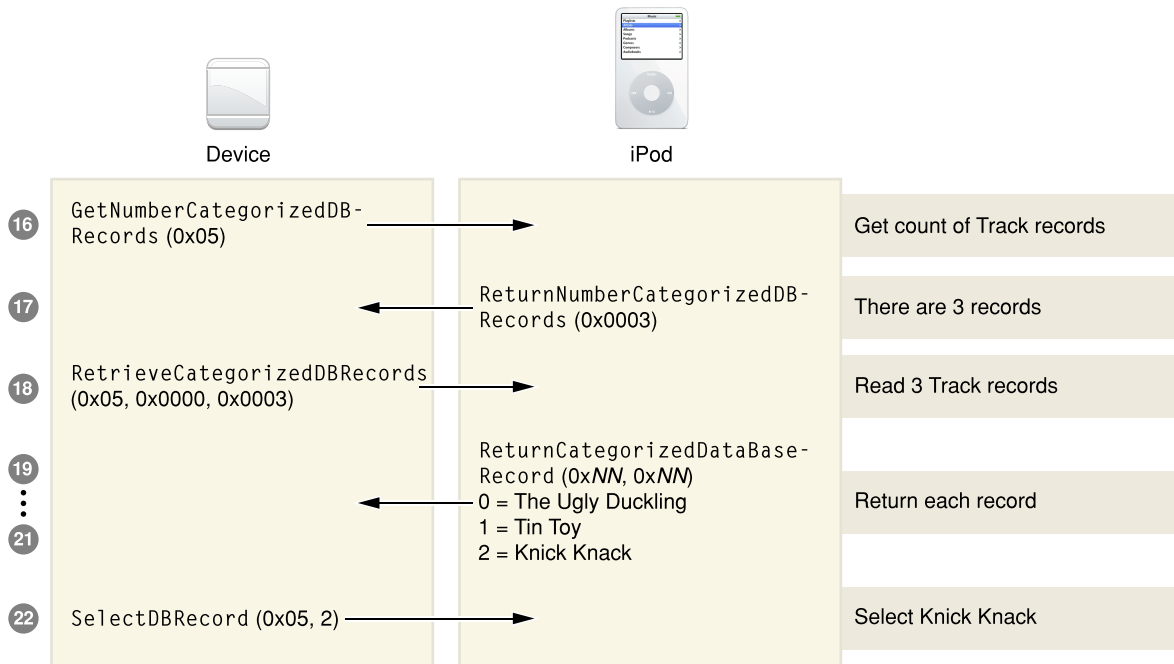 Device
iPod
16
GetNumberCategorizedDB-
Records (0x05)
Get count of Track records
17
ReturnNumberCategorizedDB-
Records (0x0003)
There are 3 records
18
RetrieveCategorizedDBRecords
(0x05, 0x0000, 0x0003)
Read 3 Track records
19
21
ReturnCategorizedDataBase-
Record (0xNN, 0xNN)
0 = The Ugly Duckling
1 = Tin Toy
2 = Knick Knack
Return each record
22
SelectDBRecord (0x05, 2)
Select Knick Knack